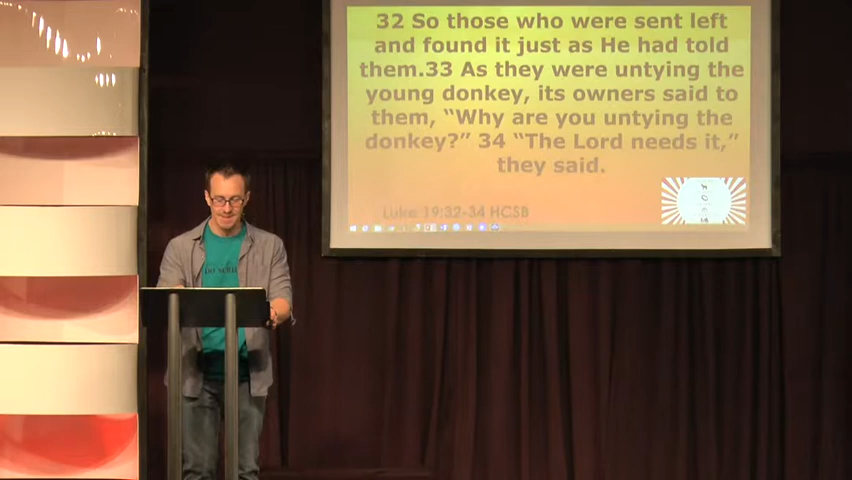 32 So those who were sent left
and found it just as He had told
them.33 As they were untying the
young donkey, its owners said to
them, “Why are you untying the
donkey?” 34 “The Lord needs it,”
they said.
Luke 19:32-34 HCSB